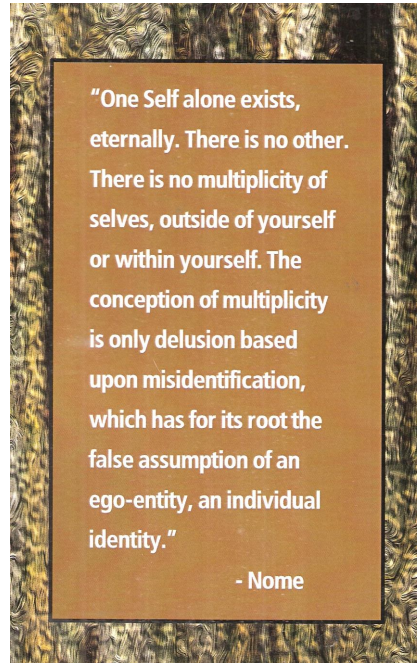 “One Self alone exists,
eternally. There is no other.
There is no multiplicity of
selves, outside of yourself
or within yourself. The
conception of multiplicity
is only delusion based
upon misidentification,
which has for its root the
false assumption of an
ego-entity, an individual
identity.”
- Nome